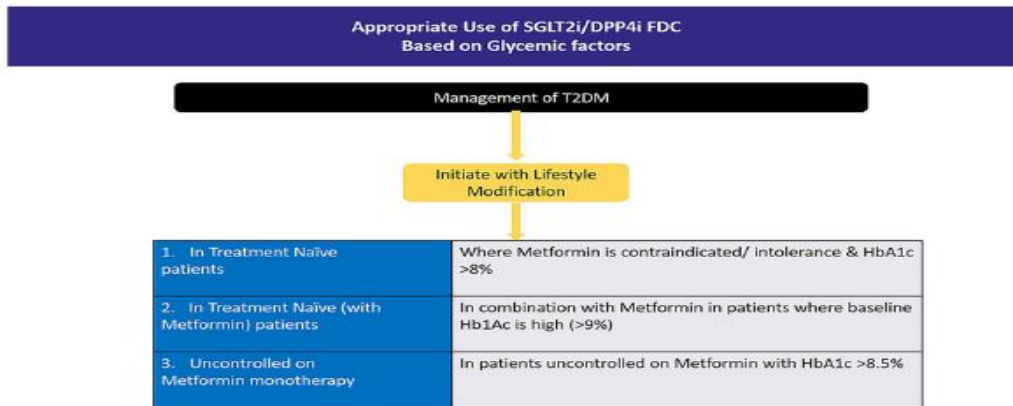 Appropriate Use of SGLT2i/DPP4i FDC
Based on Glycemic factors
Management of T2DM
Initiate with Lifestyle
Modification
1. In Treatment Naïve
patients
Where Metformin is contraindicated/ intolerance & HbA1c
>8%
2. In Treatment Naïve (with
Metformin) patients
In combination with Metformin in patients where baseline
Hb1Ac is high (>9%)
3. Uncontrolled on
Metformin monotherapy
In patients uncontrolled on Metformin with HbA1c >8.5%